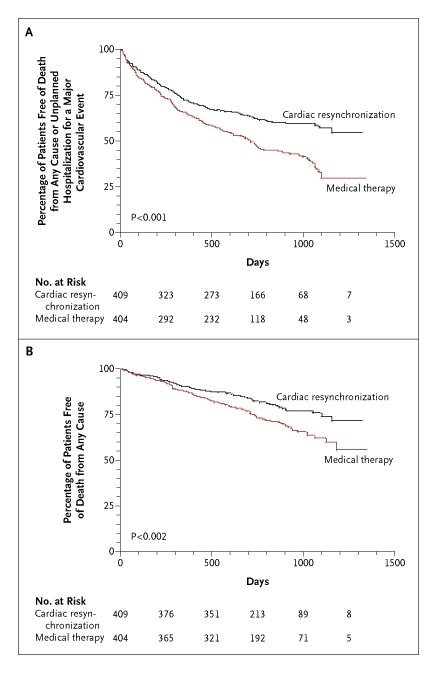 A
Percentage of Patients Free of Death
from Any Cause or Unplanned
Hospitalization for a Major
Cardiovascular Event
100
75
50
25
0
Cardiac resynchronization
Medical therapy
P<0.001
0 500 1000 1500
Days
No. at Risk
Cardiac resyn-
chronization
409 323 273 166 68 7
Medical therapy 404 292 232 118 48 3
B
Percentage of Patients Free
of Death from Any Cause
100
75
50
25
0
Cardiac resynchronization
Medical therapy
P<0.002
0 500 1000 1500
Days
No. at Risk
Cardiac resyn-
chronization
409 376 351 213 89 8
Medical therapy 404 365 321 192 71 5